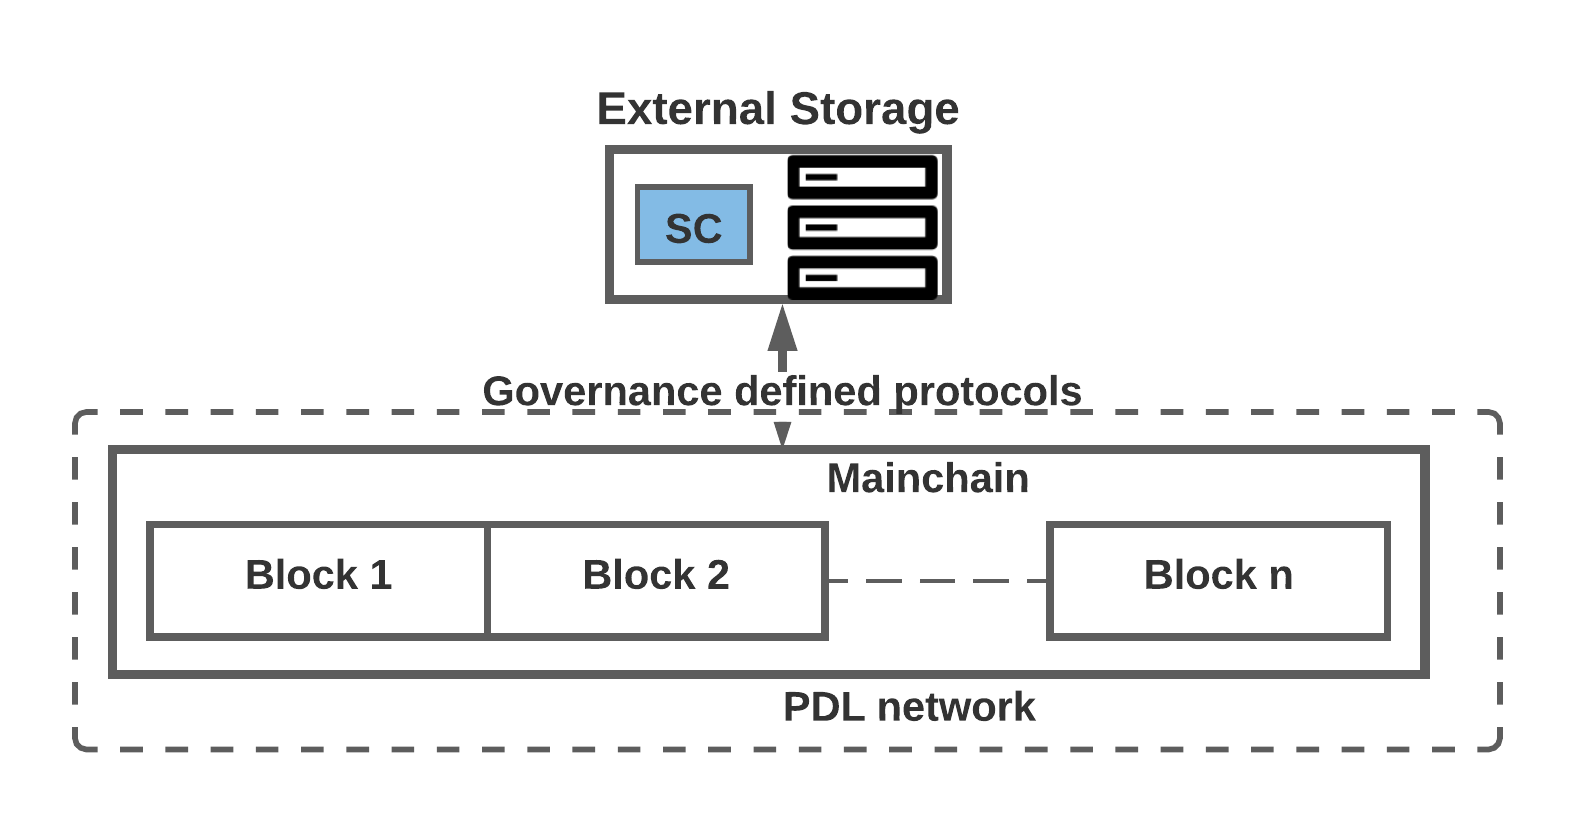 External Storage
SC
Governance defined protocols
Mainchain
Block 1
Block 2
Block n
PDL network